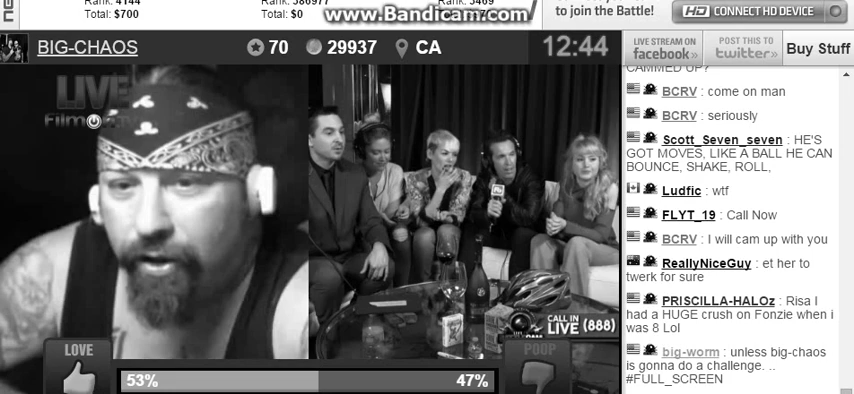 Rank: 4144
Rank: 386977
Rank: 3469
Total: $700
Total: $0
www.Bandicam.com
to join the Battle!
HD CONNECT HD DEVICE
BIG-CHAOS
70
29937
CA
12:44
LIVE STREAM ON
facebook»
POST THIS TO
twitter»
Buy Stuff
LIVE
CAMMED UP?
BCRV : come on man
BCRV : seriously
Scott_Seven_seven : HE'S
GOT MOVES, LIKE A BALL HE CAN
BOUNCE, SHAKE, ROLL,
Ludfic : wtf
FLYT_19 : Call Now
BCRV : I will cam up with you
ReallyNiceGuy : et her to
twerk for sure
PRISCILLA-HALOz : Risa I
had a HUGE crush on Fonzie when i
was 8 Lol
big-worm : unless big-chaos
is gonna do a challenge. ..
#FULL_SCREEN
CALL IN
LIVE (888)
LOVE
POOP
53%
47%